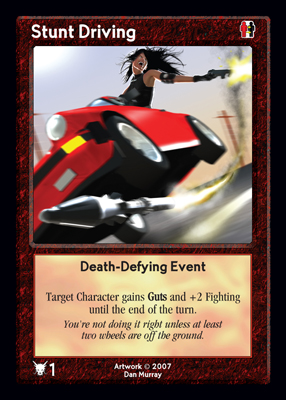 Stunt Driving
Death-Defying Event
Target Character gains Guts and +2 Fighting
until the end of the turn.
You're not doing it right unless at least
two wheels are off the ground.
1
Artwork © 2007
Dan Murray